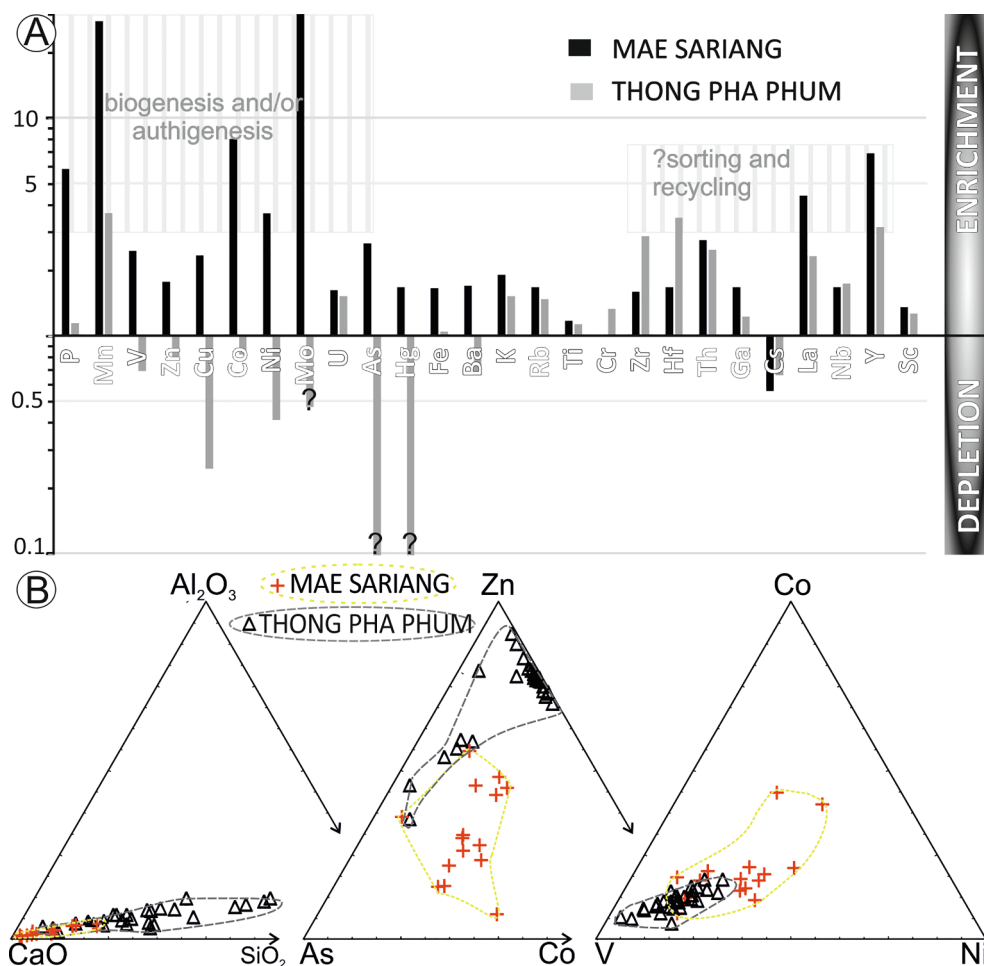 A
MAE SARIANG
THONG PHA PHUM
ENRICHMENT
DEPLETION
10
5
0.5
0.1
biogenesis and/or
authigenesis
?sorting and
recycling
P Mn V Zn Cu Co Ni Mo U As Hg Fe Ba K Rb Ti Cr Zr Hf Th Ga Cs La Nb Y Sc
?
? ?
B
MAE SARIANG
THONG PHA PHUM
Al₂O₃
CaO
SiO₂
Zn
As
Co
Co
V
Ni